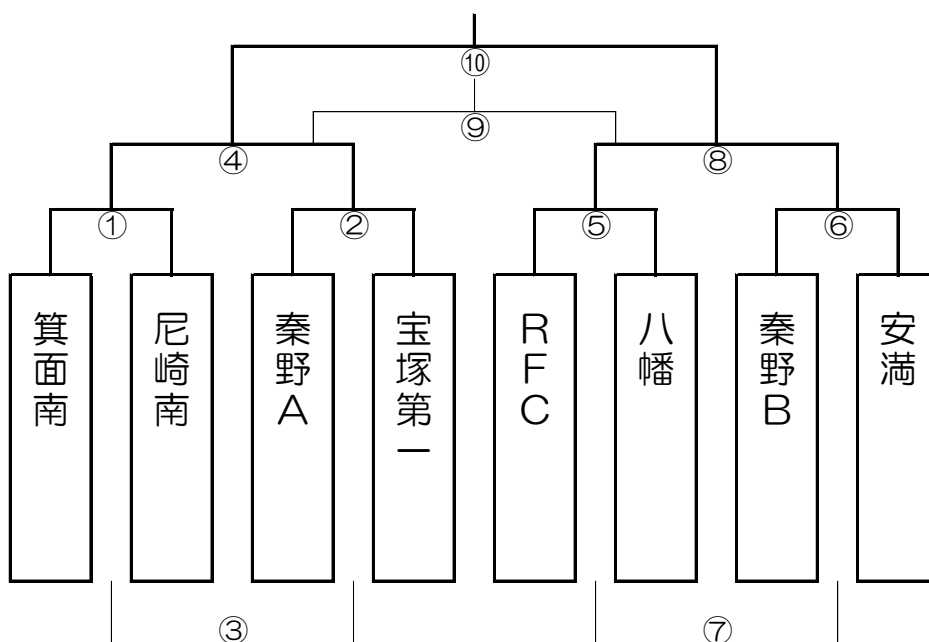 ⑩
⑨
④
⑧
①
②
⑤
⑥
箕面南
尼崎南
秦野A
宝塚第一
RFC
八幡
秦野B
安満
③
⑦